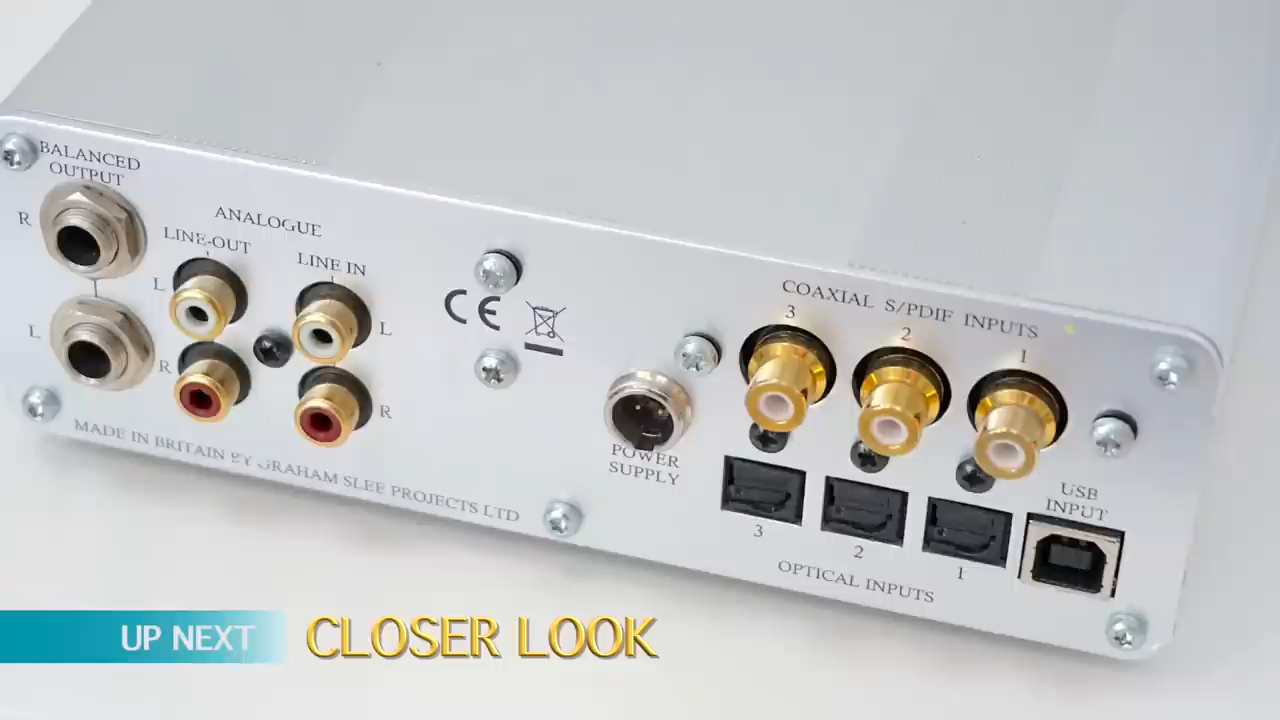 BALANCED
OUTPUT
R
L
ANALOGUE
LINE-OUT
LINE IN
L
L
R
R
CE
MADE IN BRITAIN BY GRAHAM SLEE PROJECTS LTD
POWER
SUPPLY
COAXIAL S/PDIF INPUTS
3
2
1
3
2
1
OPTICAL INPUTS
USB
INPUT
UP NEXT
CLOSER LOOK